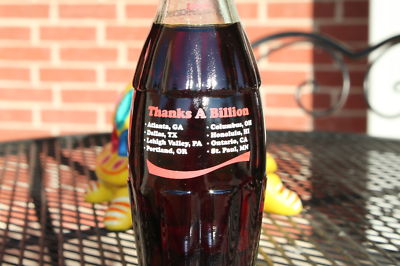 Thanks A Billion
•Atlanta, GA •Columbus, OH
•Dallas, TX •Honolulu, HI
•Lehigh Valley, PA •Ontario, CA
•Portland, OR •St. Paul, MN